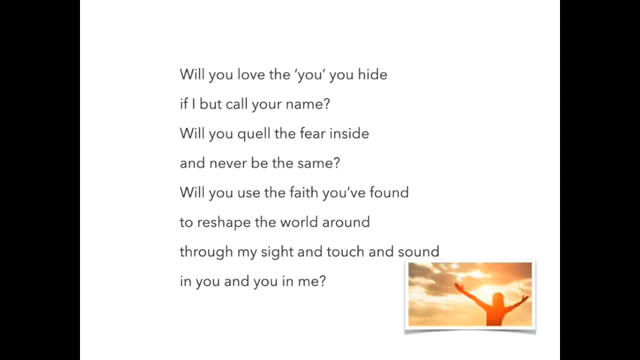 Will you love the ‘you’ you hide
if I but call your name?
Will you quell the fear inside
and never be the same?
Will you use the faith you’ve found
to reshape the world around
through my sight and touch and sound
in you and you in me?